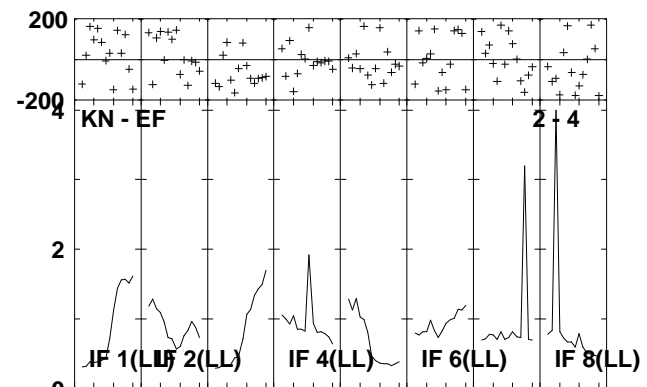 200
-200
4
KN - EF 2 - 4
2
IF 1(LL) IF 2(LL) IF 4(LL) IF 6(LL) IF 8(LL)
0